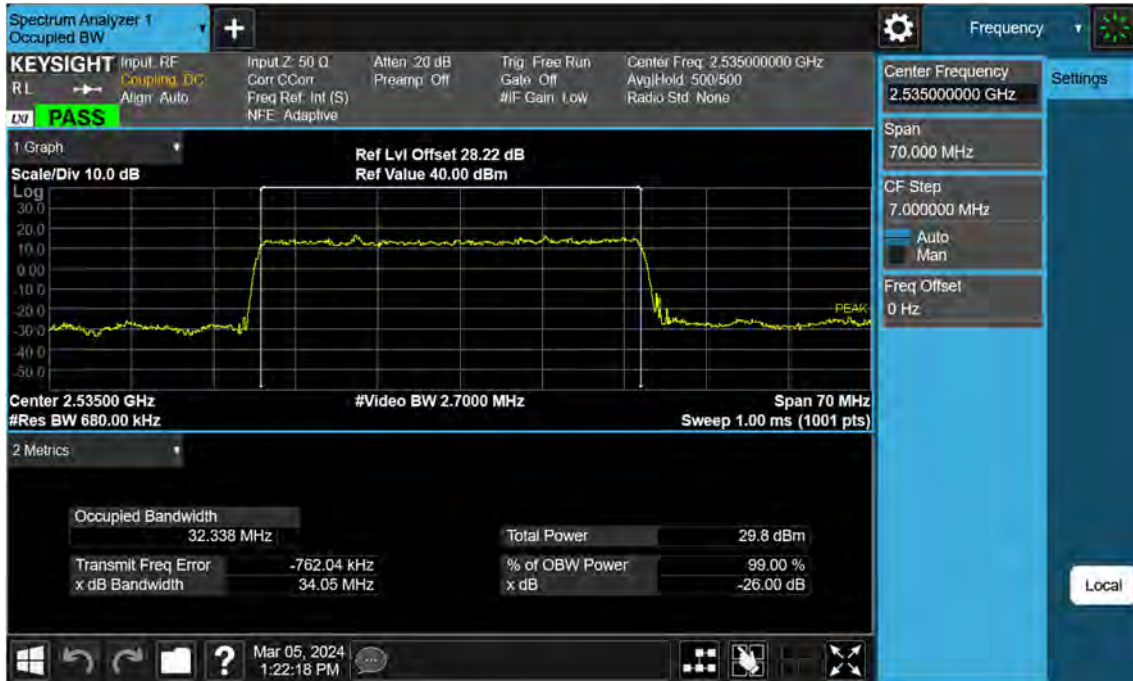 Spectrum Analyzer 1
Occupied BW
+
Frequency
KEYSIGHT
RL
LXI
PASS
Input: RF
Coupling: DC
Align: Auto
Input Z: 50 Ω
Corr CCorr
Freq Ref: Int (S)
NFE: Adaptive
Atten: 20 dB
Preamp: Off
Trig: Free Run
Gate: Off
#IF Gain: Low
Center Freq: 2.535000000 GHz
Avg|Hold: 500/500
Radio Std: None
1 Graph
Scale/Div 10.0 dB
Ref Lvl Offset 28.22 dB
Ref Value 40.00 dBm
Log
30.0
20.0
10.0
0.00
-10.0
-20.0
-30.0
-40.0
-50.0
PEAK
Center 2.53500 GHz
#Video BW 2.7000 MHz
Span 70 MHz
#Res BW 680.00 kHz
Sweep 1.00 ms (1001 pts)
2 Metrics
Occupied Bandwidth
32.338 MHz
Total Power 29.8 dBm
Transmit Freq Error -762.04 kHz
% of OBW Power 99.00 %
x dB Bandwidth 34.05 MHz
x dB -26.00 dB
Center Frequency
2.535000000 GHz
Span
70.000 MHz
CF Step
7.000000 MHz
Auto
Man
Freq Offset
0 Hz
Settings
Local
?
Mar 05, 2024
1:22:18 PM